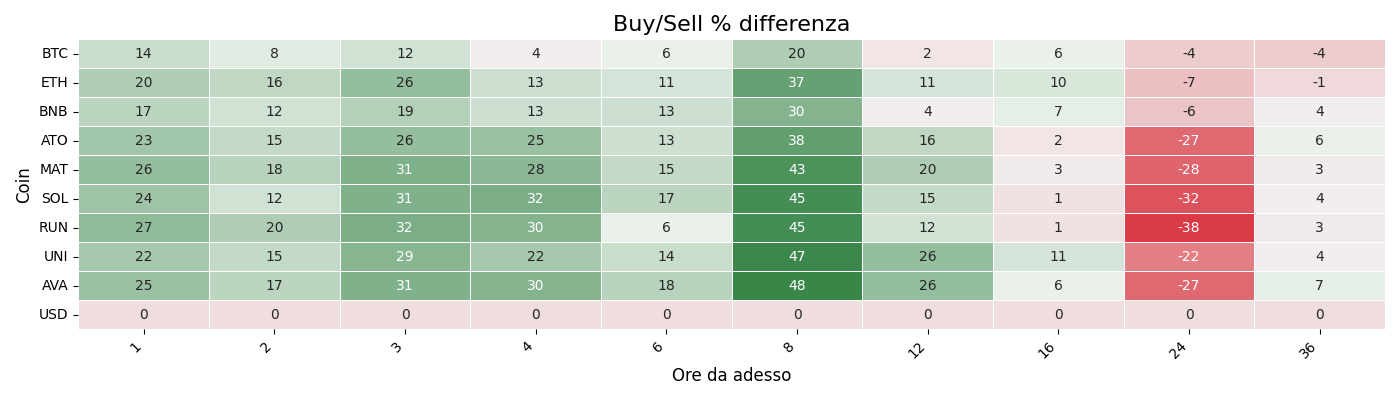 Buy/Sell % differenza
Coin
BTC 14 8 12 4 6 20 2 6 -4 -4
ETH 20 16 26 13 11 37 11 10 -7 -1
BNB 17 12 19 13 13 30 4 7 -6 4
ATO 23 15 26 25 13 38 16 2 -27 6
MAT 26 18 31 28 15 43 20 3 -28 3
SOL 24 12 31 32 17 45 15 1 -32 4
RUN 27 20 32 30 6 45 12 1 -38 3
UNI 22 15 29 22 14 47 26 11 -22 4
AVA 25 17 31 30 18 48 26 6 -27 7
USD 0 0 0 0 0 0 0 0 0 0
1 2 3 4 6 8 12 16 24 36
Ore da adesso